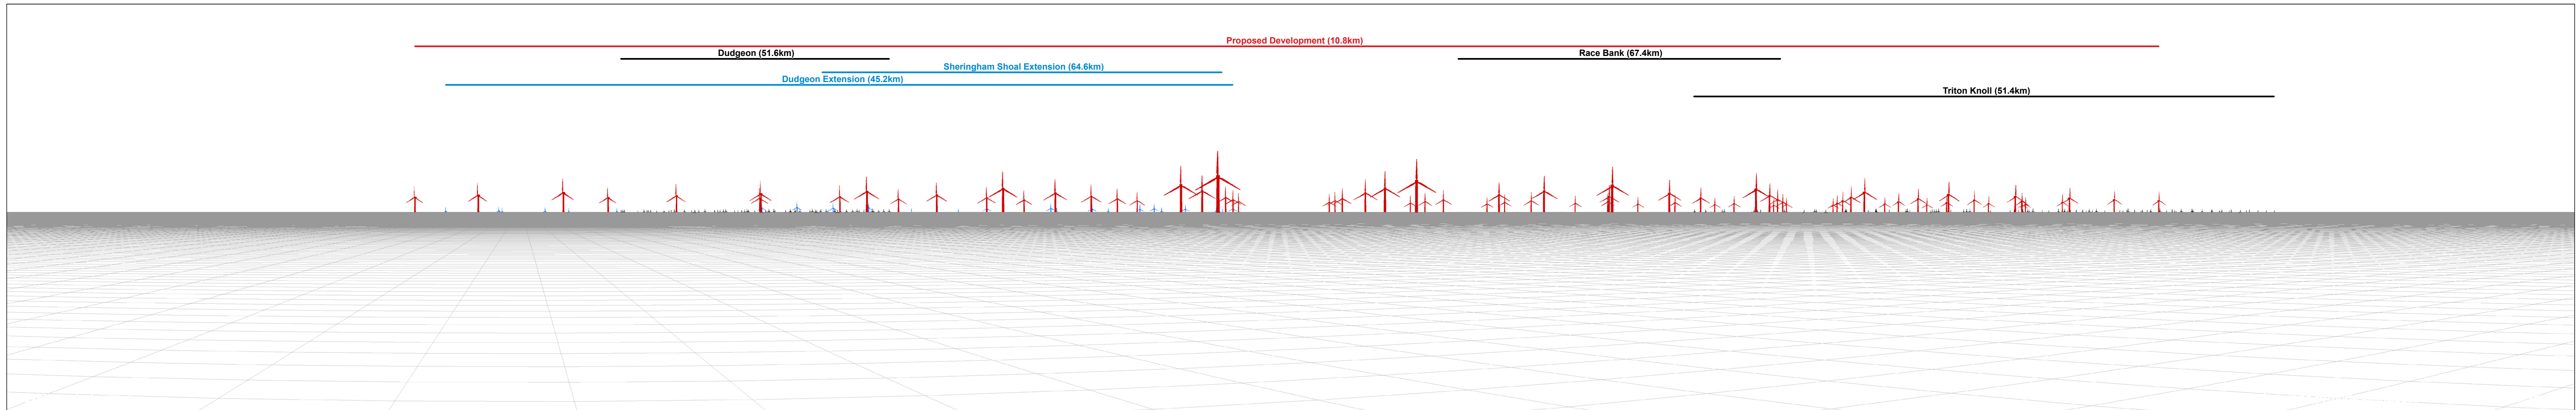 Proposed Development (10.8km)
Dudgeon (51.6km)
Race Bank (67.4km)
Sheringham Shoal Extension (64.6km)
Dudgeon Extension (45.2km)
Triton Knoll (51.4km)